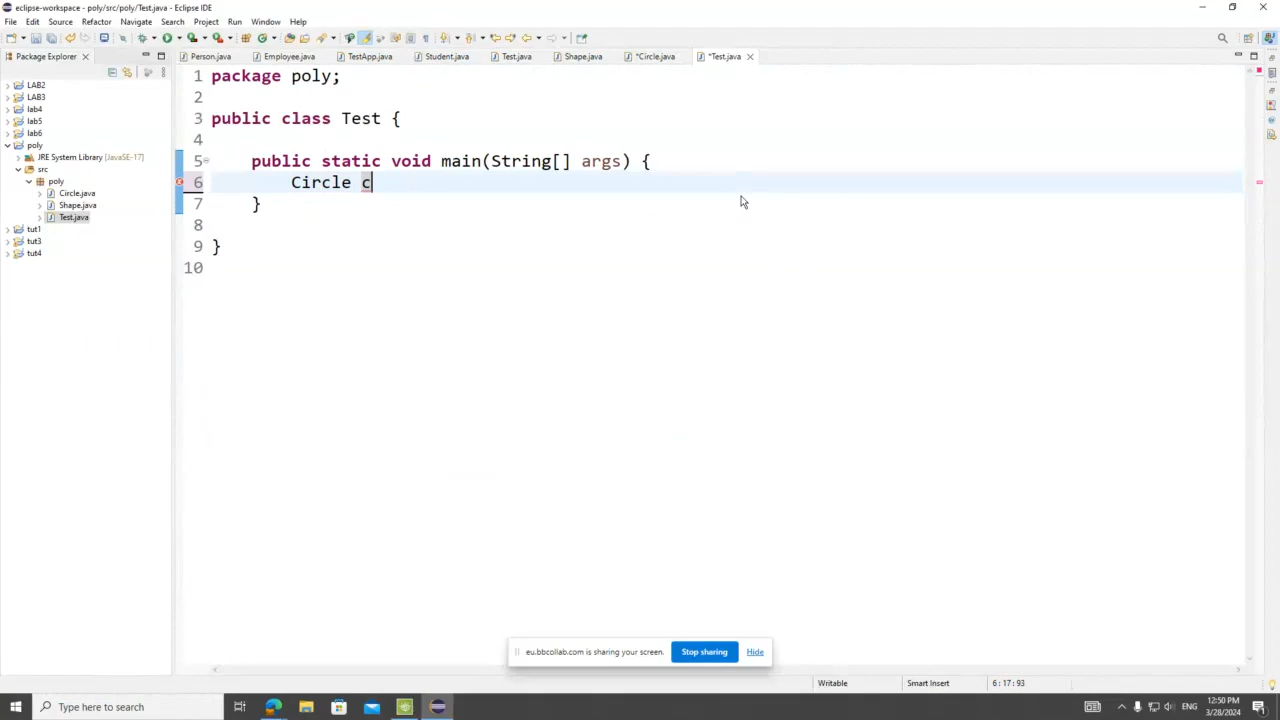 eclipse-workspace - poly/src/poly/Test.java - Eclipse IDE
File Edit Source Refactor Navigate Search Project Run Window Help
Package Explorer
Person.java Employee.java TestApp.java Student.java Test.java Shape.java *Circle.java *Test.java
LAB2
LAB3
lab4
lab5
lab6
poly
JRE System Library [JavaSE-17]
src
poly
Circle.java
Shape.java
Test.java
tut1
tut3
tut4
1 package poly;
2
3 public class Test {
4
5 public static void main(String[] args) {
6 Circle c
7 }
8
9 }
10
eu.bbcollab.com is sharing your screen. Stop sharing Hide
Writable Smart Insert 6 : 17 : 93
Type here to search
ENG
12:50 PM
3/28/2024
1